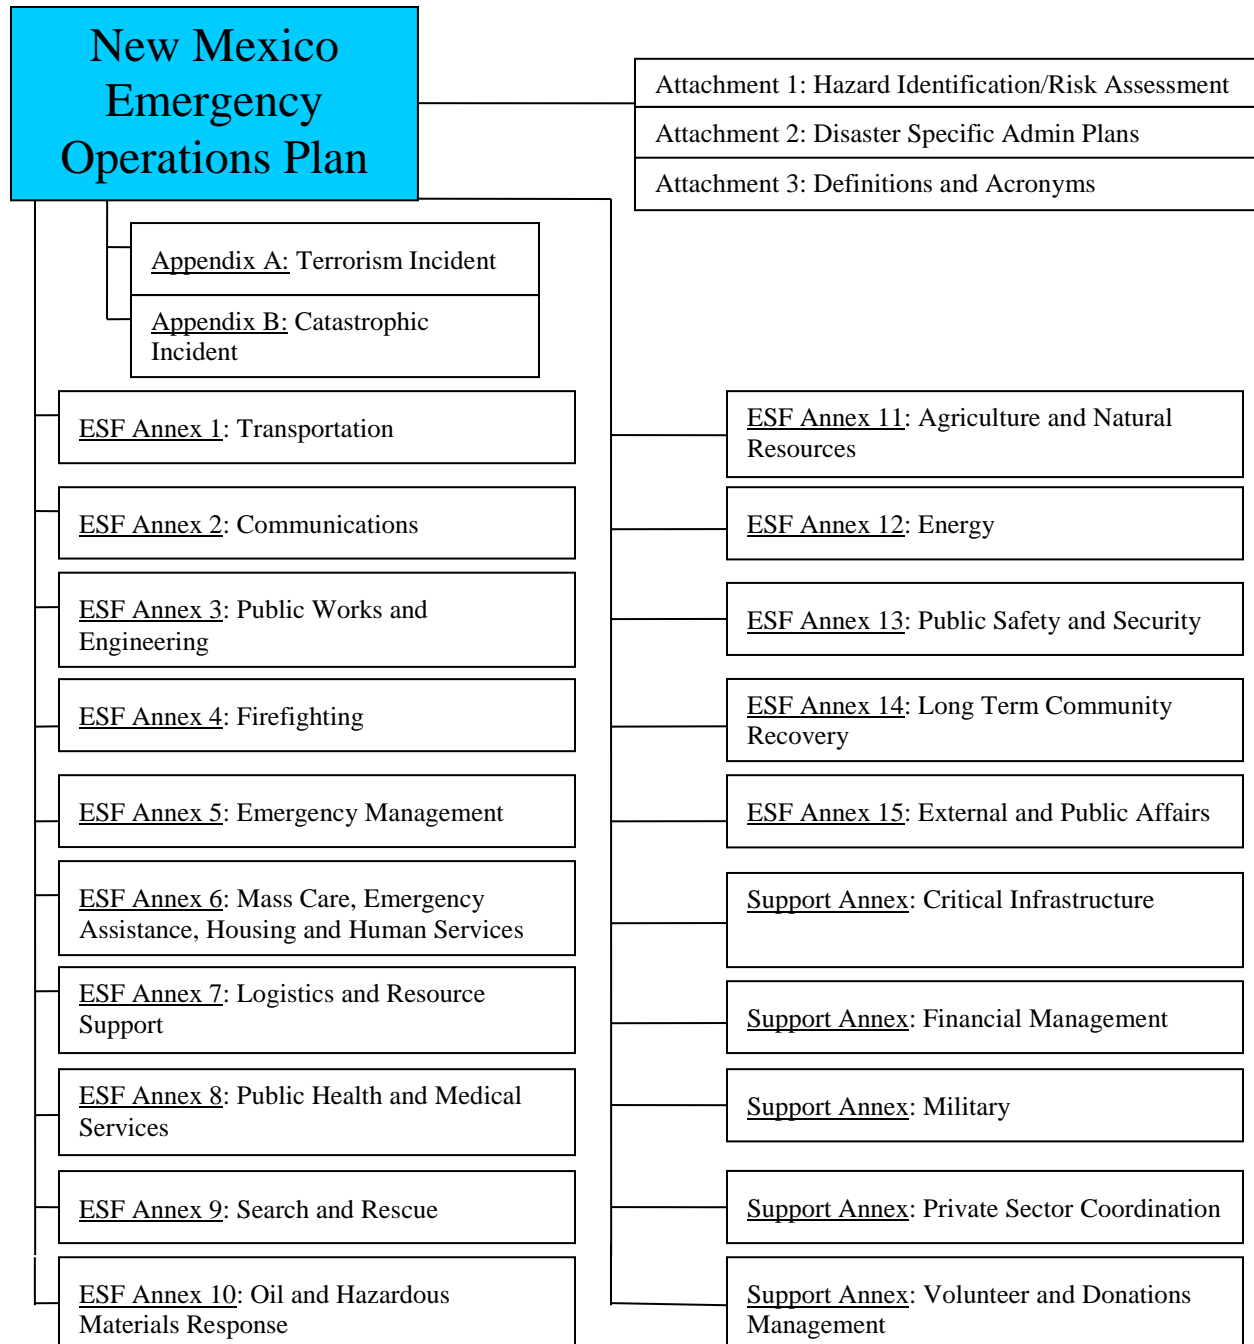 New Mexico
Emergency
Operations Plan
Attachment 1: Hazard Identification/Risk Assessment
Attachment 2: Disaster Specific Admin Plans
Attachment 3: Definitions and Acronyms
Appendix A: Terrorism Incident
Appendix B: Catastrophic
Incident
ESF Annex 1: Transportation
ESF Annex 2: Communications
ESF Annex 3: Public Works and
Engineering
ESF Annex 4: Firefighting
ESF Annex 5: Emergency Management
ESF Annex 6: Mass Care, Emergency
Assistance, Housing and Human Services
ESF Annex 7: Logistics and Resource
Support
ESF Annex 8: Public Health and Medical
Services
ESF Annex 9: Search and Rescue
ESF Annex 10: Oil and Hazardous
Materials Response
ESF Annex 11: Agriculture and Natural
Resources
ESF Annex 12: Energy
ESF Annex 13: Public Safety and Security
ESF Annex 14: Long Term Community
Recovery
ESF Annex 15: External and Public Affairs
Support Annex: Critical Infrastructure
Support Annex: Financial Management
Support Annex: Military
Support Annex: Private Sector Coordination
Support Annex: Volunteer and Donations
Management